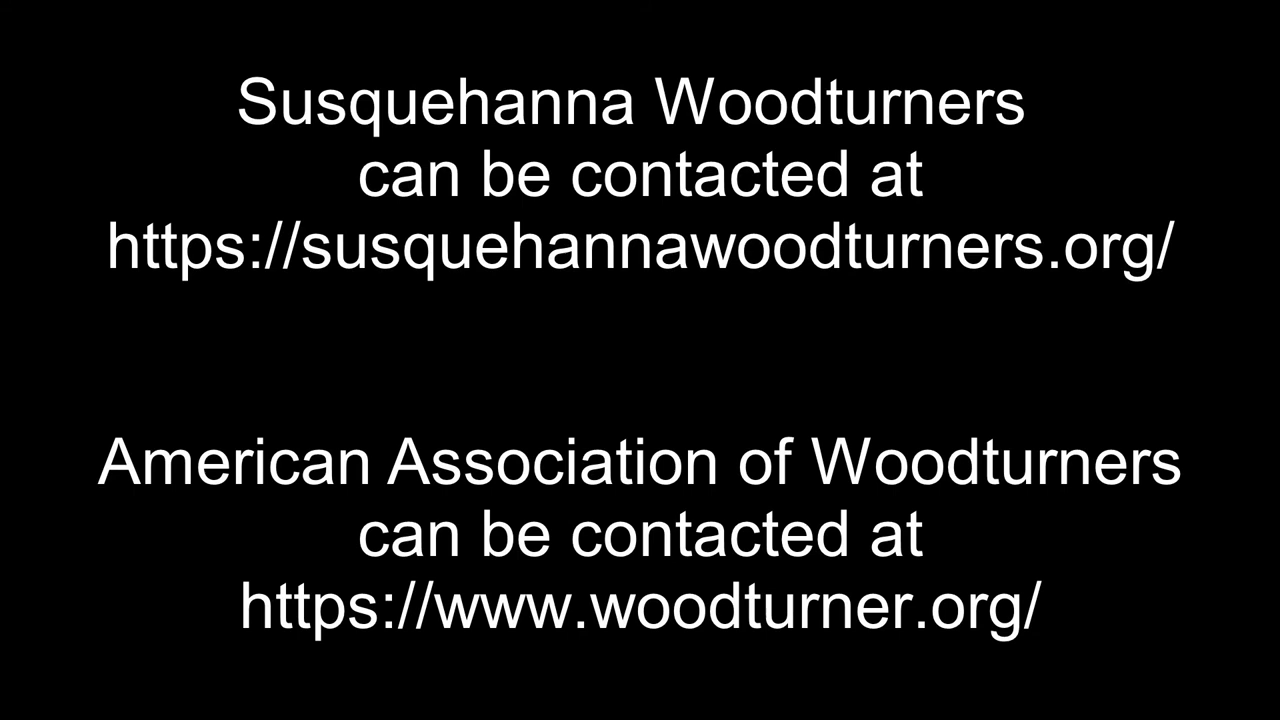 Susquehanna Woodturners
can be contacted at
https://susquehannawoodturners.org/
American Association of Woodturners
can be contacted at
https://www.woodturner.org/